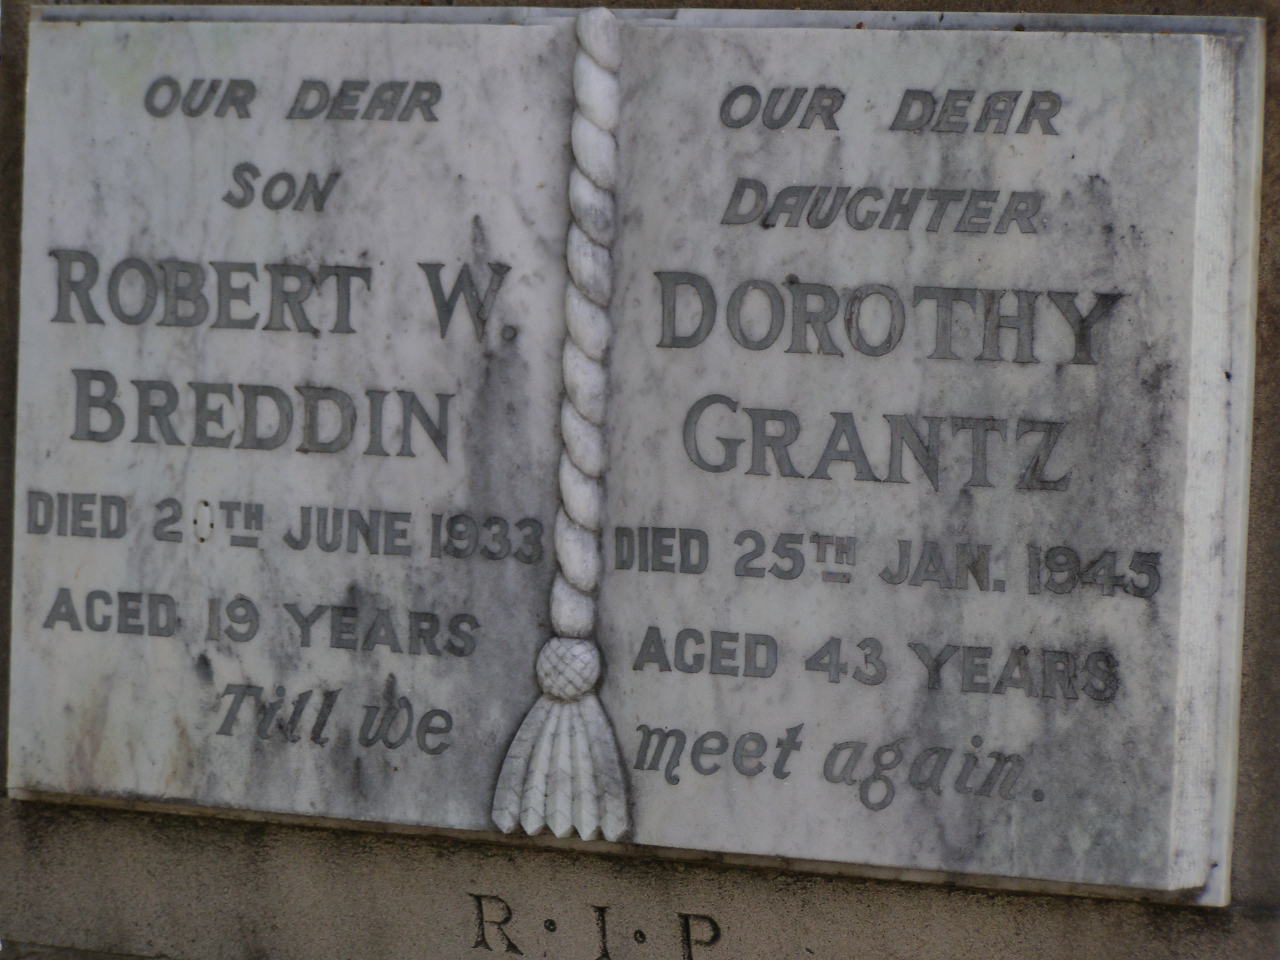 OUR DEAR
SON
ROBERT W.
BREDDIN
DIED 20TH JUNE 1933
AGED 19 YEARS
Till we
OUR DEAR
DAUGHTER
DOROTHY
GRANTZ
DIED 25TH JAN. 1945
AGED 43 YEARS
meet again.
R·I·P